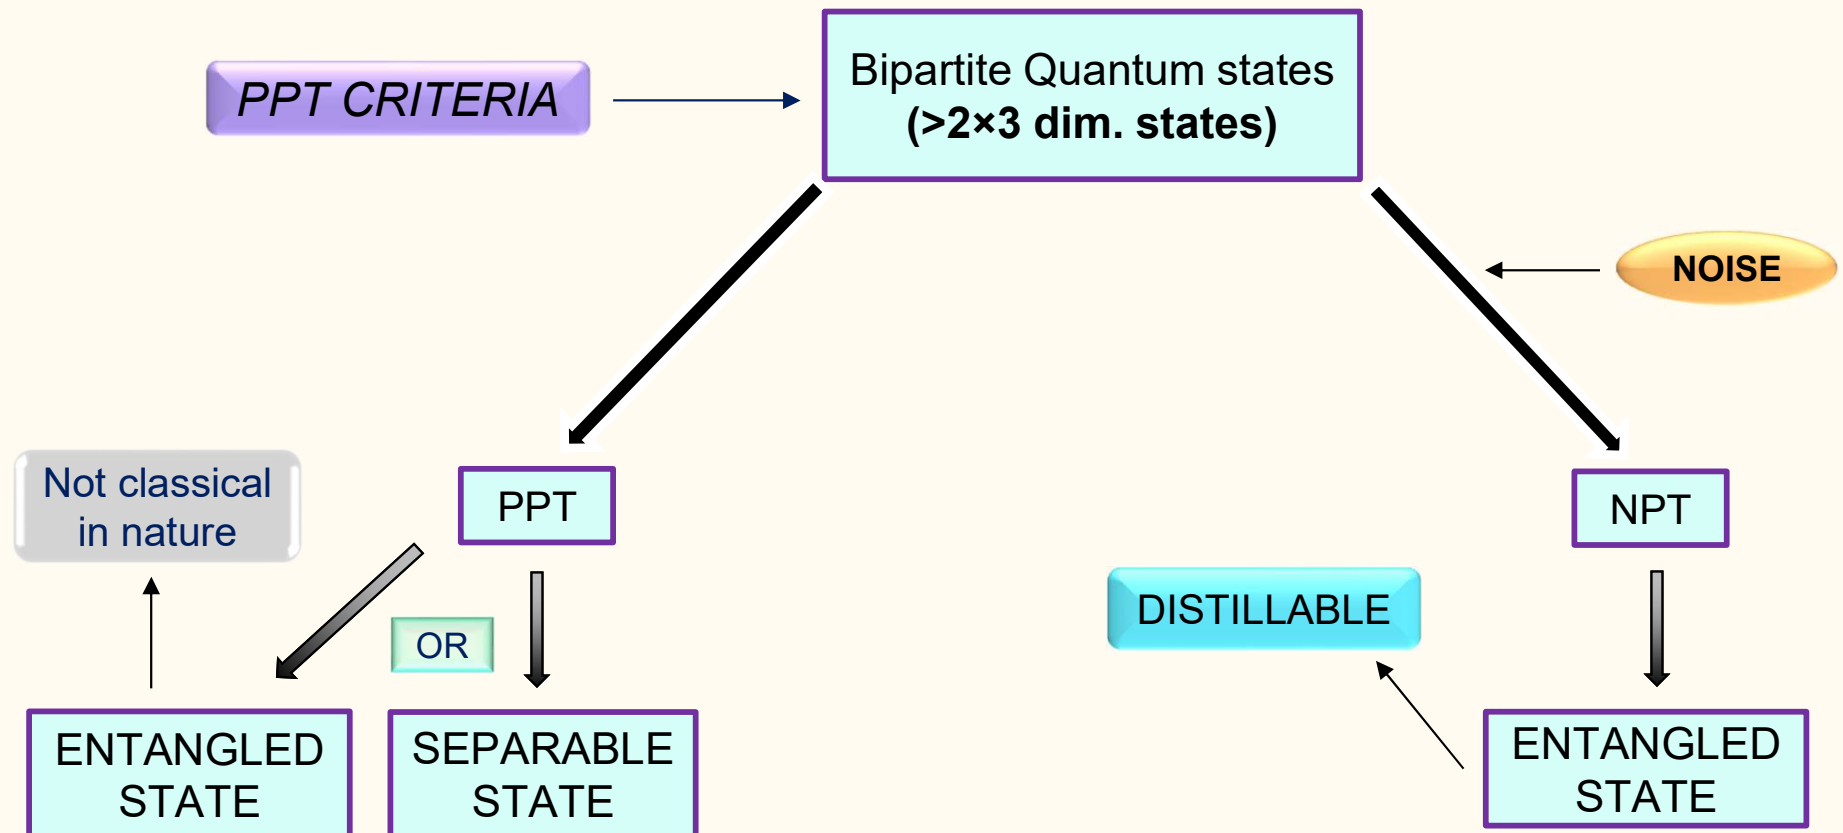 PPT CRITERIA
Bipartite Quantum states
(>2×3 dim. states)
NOISE
Not classical
in nature
PPT
NPT
DISTILLABLE
OR
ENTANGLED
STATE
SEPARABLE
STATE
ENTANGLED
STATE